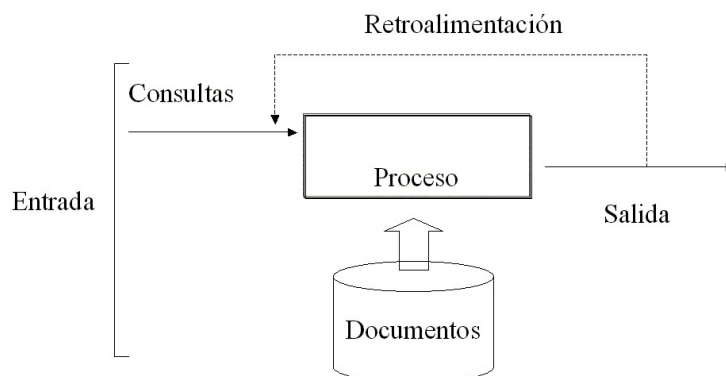 Retroalimentación
Consultas
Proceso
Entrada
Salida
Documentos